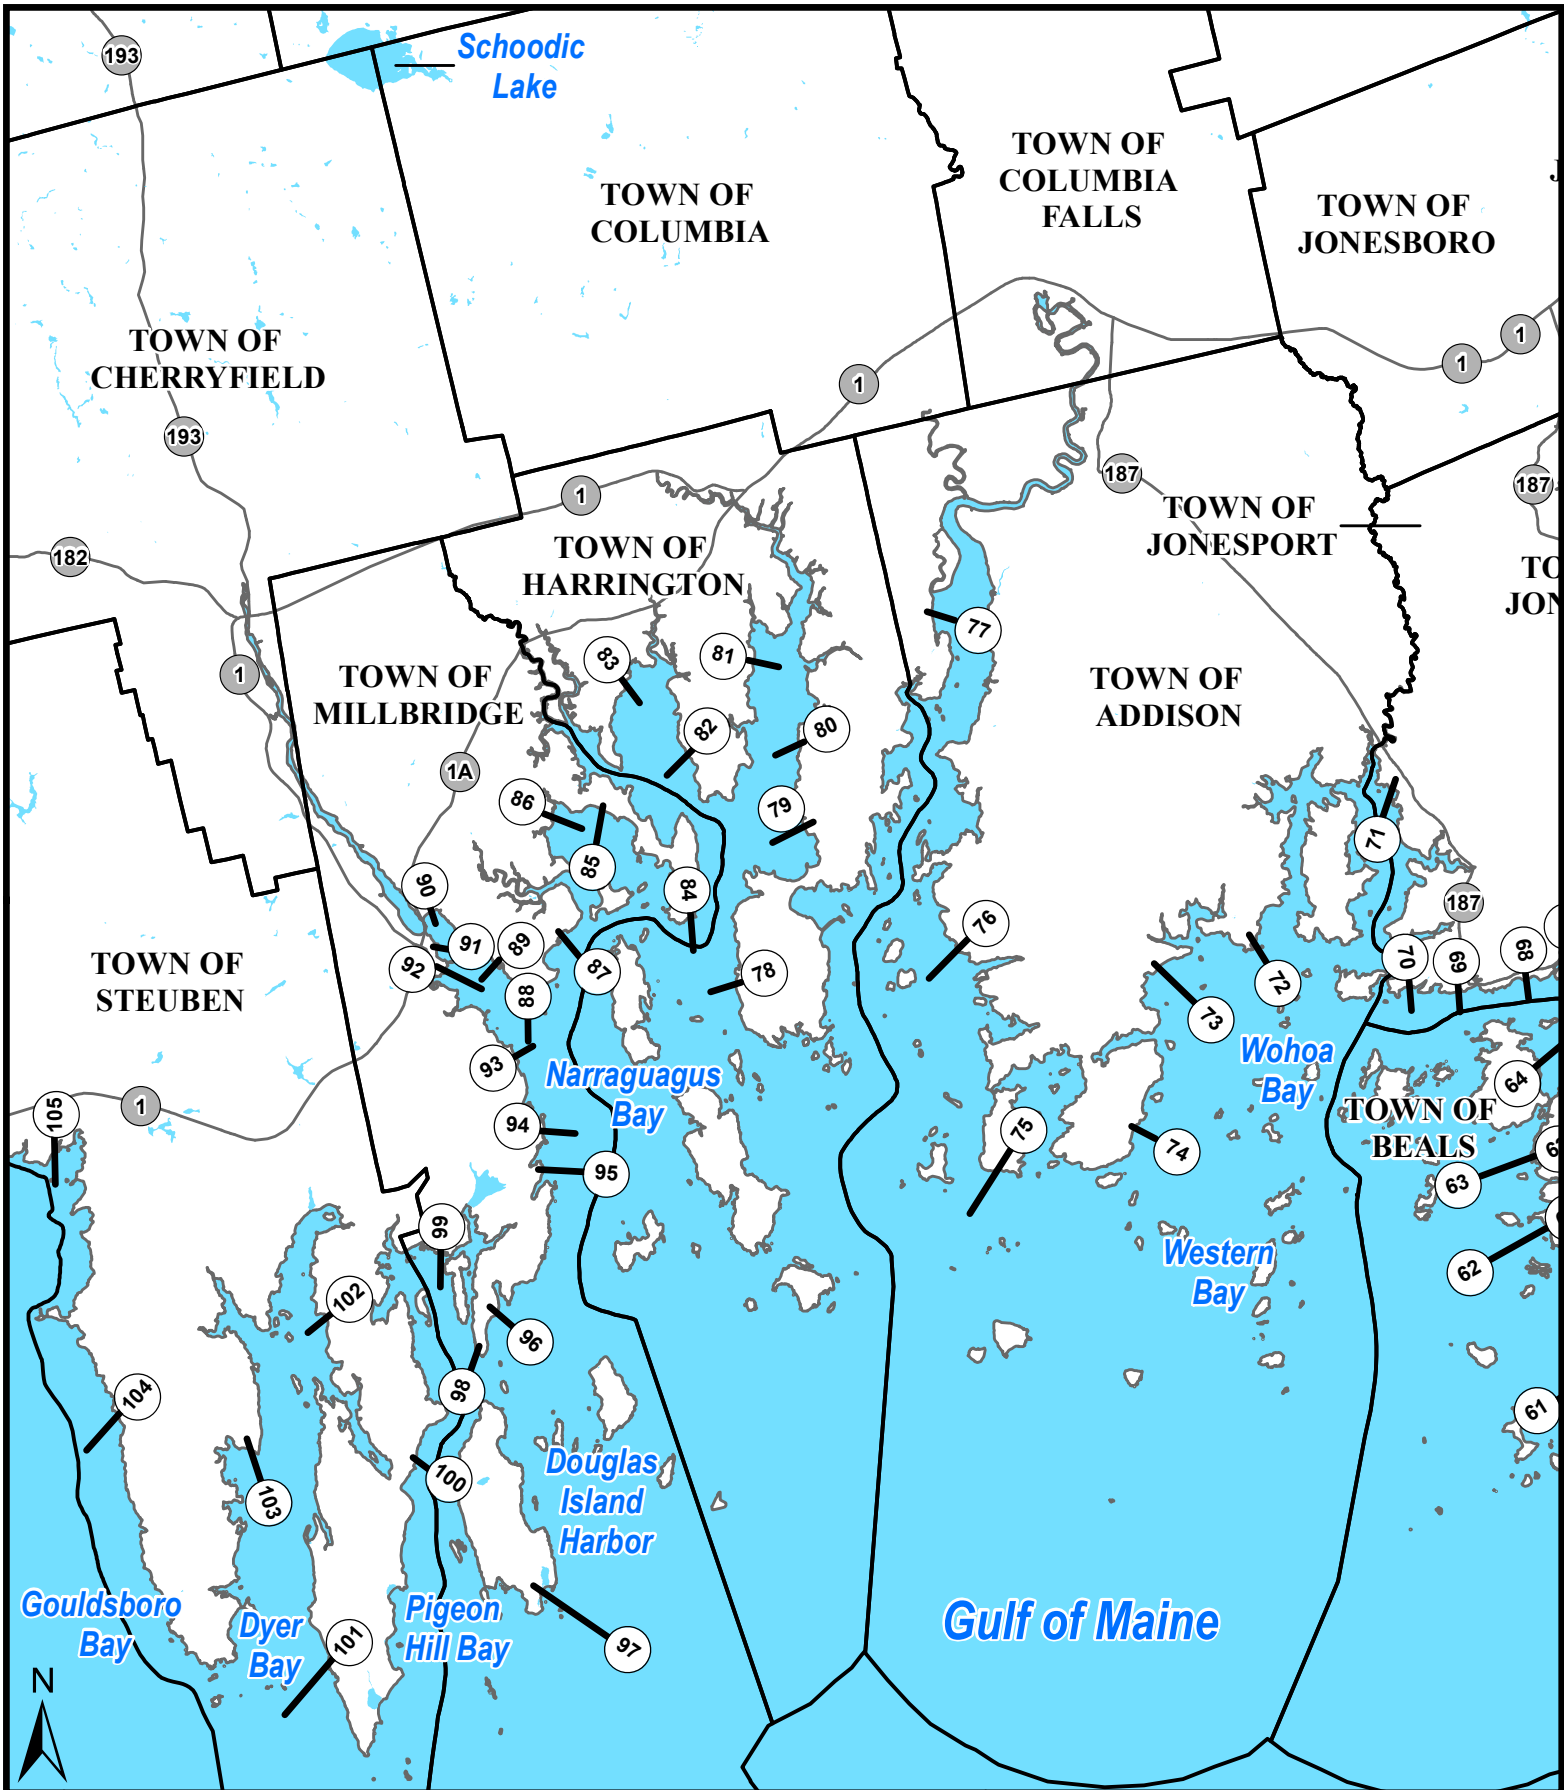 193
Schoodic
Lake
TOWN OF
COLUMBIA
TOWN OF
COLUMBIA
FALLS
TOWN OF
JONESBORO
TOWN OF
CHERRYFIELD
193
1
1
1
1
182
187
187
TOWN OF
JONESPORT
TOWN OF
HARRINGTON
TO
JON
77
83
81
1
TOWN OF
MILLBRIDGE
TOWN OF
ADDISON
82
80
1A
86
79
71
85
90
84
187
76
91
89
92
87
78
70
69
68
72
TOWN OF
STEUBEN
88
73
93
Narraguagus
Bay
Wohoa
Bay
64
105
1
94
75
TOWN OF
BEALS
74
95
63
99
Western
Bay
62
102
96
98
104
61
100
Douglas
Island
Harbor
103
Gouldsboro
Bay
Dyer
Bay
Pigeon
Hill Bay
Gulf of Maine
101
97
N